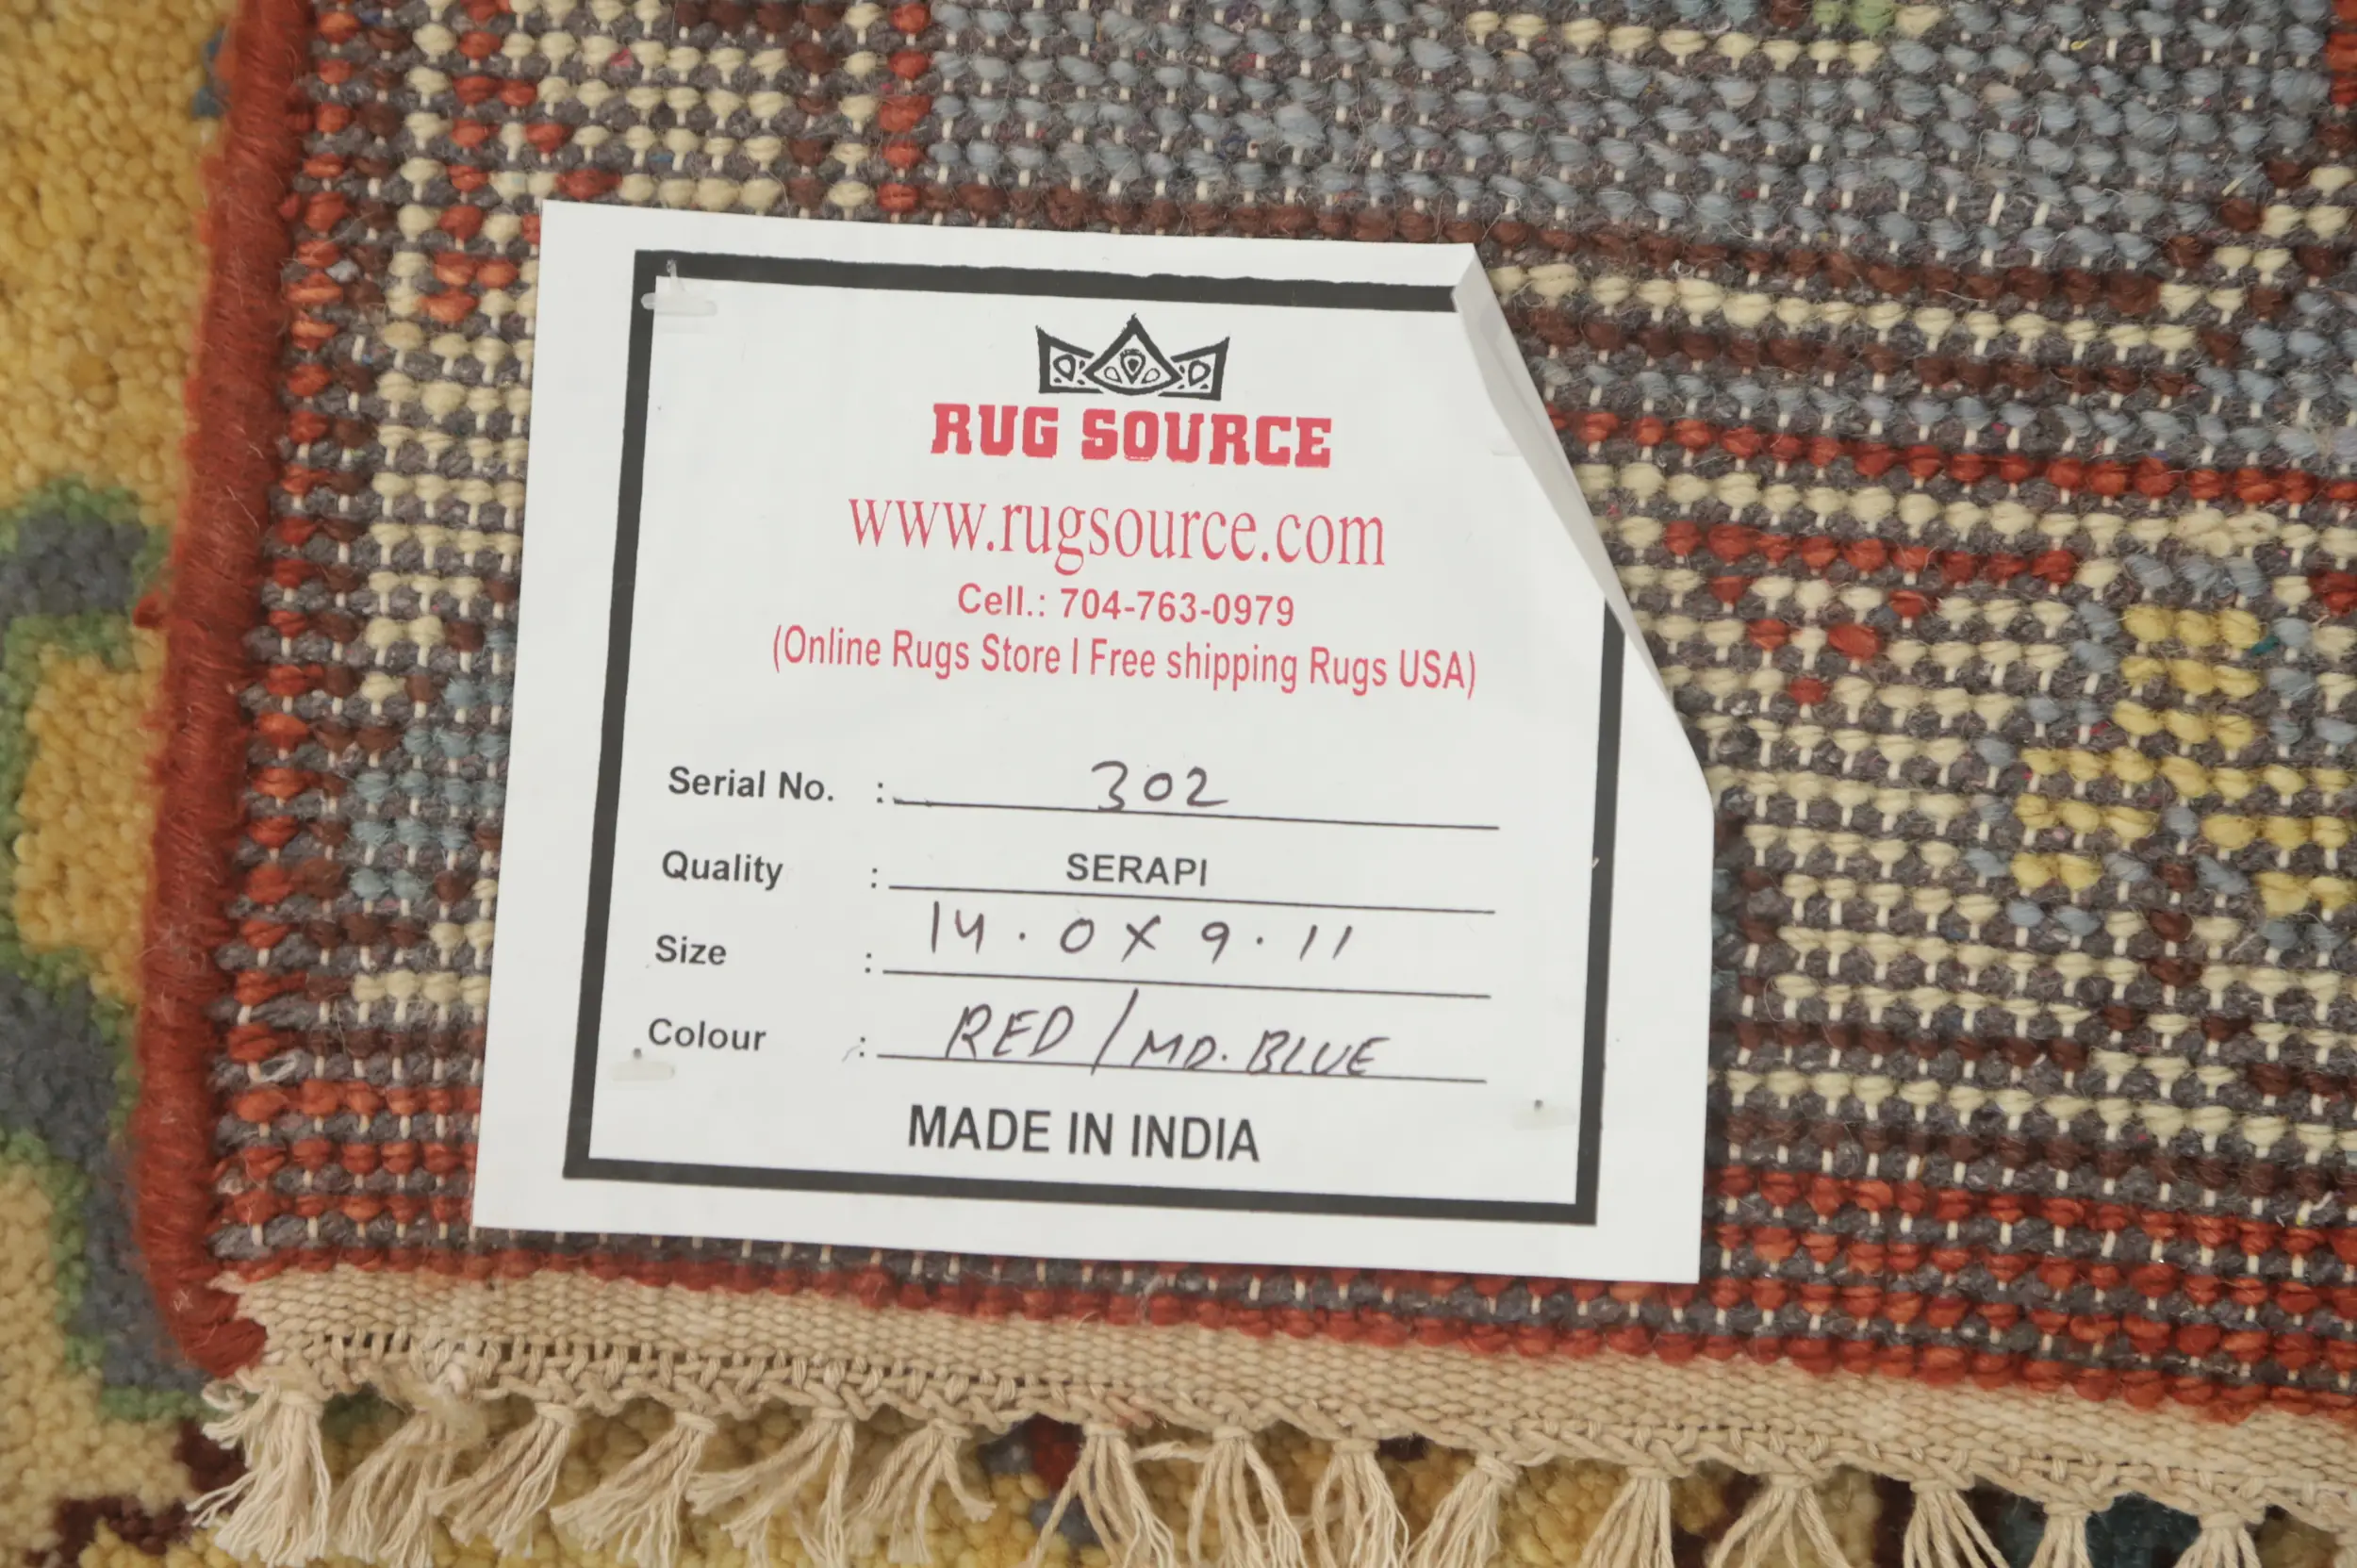 RUG SOURCE
www.rugsource.com
Cell.: 704-763-0979
(Online Rugs Store I Free shipping Rugs USA)
Serial No. : 302
Quality : SERAPI
Size : 14.0 X 9.11
Colour : RED / MD. BLUE
MADE IN INDIA